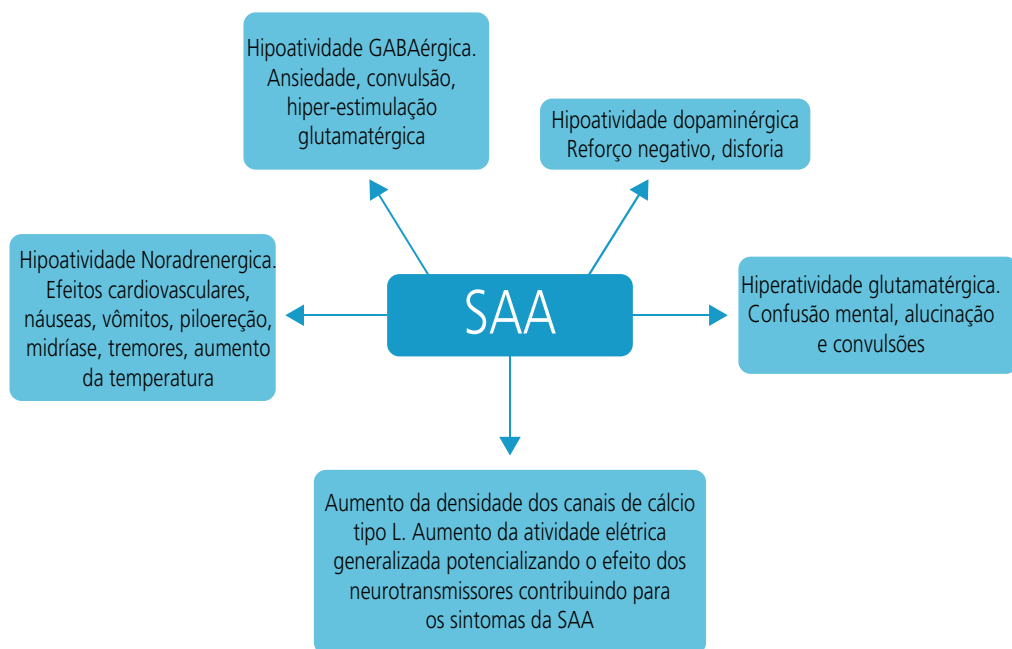 Hipoatividade GABAérgica.
Ansiedade, convulsão,
hiper-estimulação
glutamatérgica
Hipoatividade dopaminérgica
Reforço negativo, disforia
Hipoatividade Noradrenergica.
Efeitos cardiovasculares,
náuseas, vômitos, piloereção,
midríase, tremores, aumento
da temperatura
SAA
Hiperatividade glutamatérgica.
Confusão mental, alucinação
e convulsões
Aumento da densidade dos canais de cálcio
tipo L. Aumento da atividade elétrica
generalizada potencializando o efeito dos
neurotransmissores contribuindo para
os sintomas da SAA